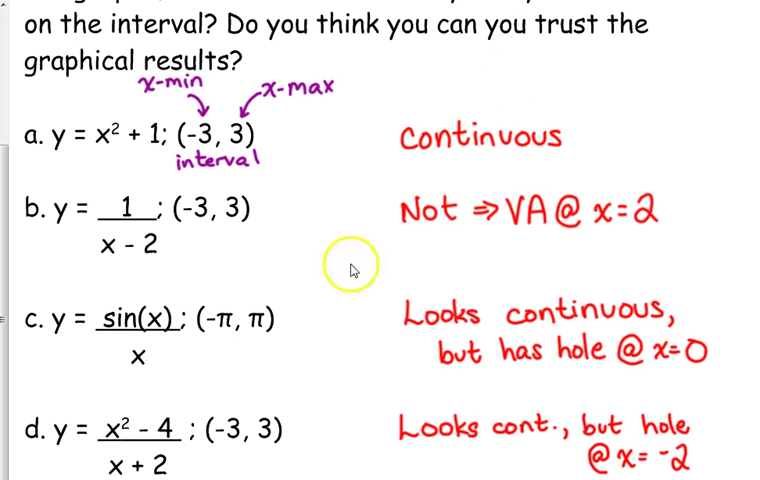 on the interval? Do you think you can you trust the
graphical results?
x-min
x-max
a. y = x² + 1; (-3, 3)
continuous
interval
b. y = 1 ; (-3, 3)
x - 2
Not ⇒ VA @ x=2
c. y = sin(x) ; (-π, π)
x
Looks continuous,
but has hole @ x=0
d. y = x² - 4 ; (-3, 3)
x + 2
Looks cont., but hole
@ x=-2